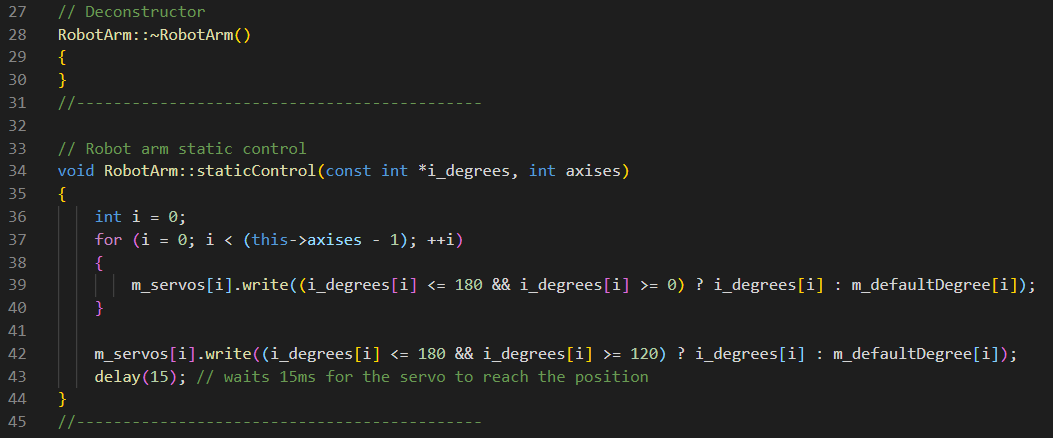 27 // Deconstructor
28 RobotArm::~RobotArm()
29 {
30 }
31 //--------------------------------------------
32
33 // Robot arm static control
34 void RobotArm::staticControl(const int *i_degrees, int axises)
35 {
36     int i = 0;
37     for (i = 0; i < (this->axises - 1); ++i)
38     {
39         m_servos[i].write((i_degrees[i] <= 180 && i_degrees[i] >= 0) ? i_degrees[i] : m_defaultDegree[i]);
40     }
41
42     m_servos[i].write((i_degrees[i] <= 180 && i_degrees[i] >= 120) ? i_degrees[i] : m_defaultDegree[i]);
43     delay(15); // waits 15ms for the servo to reach the position
44 }
45 //--------------------------------------------